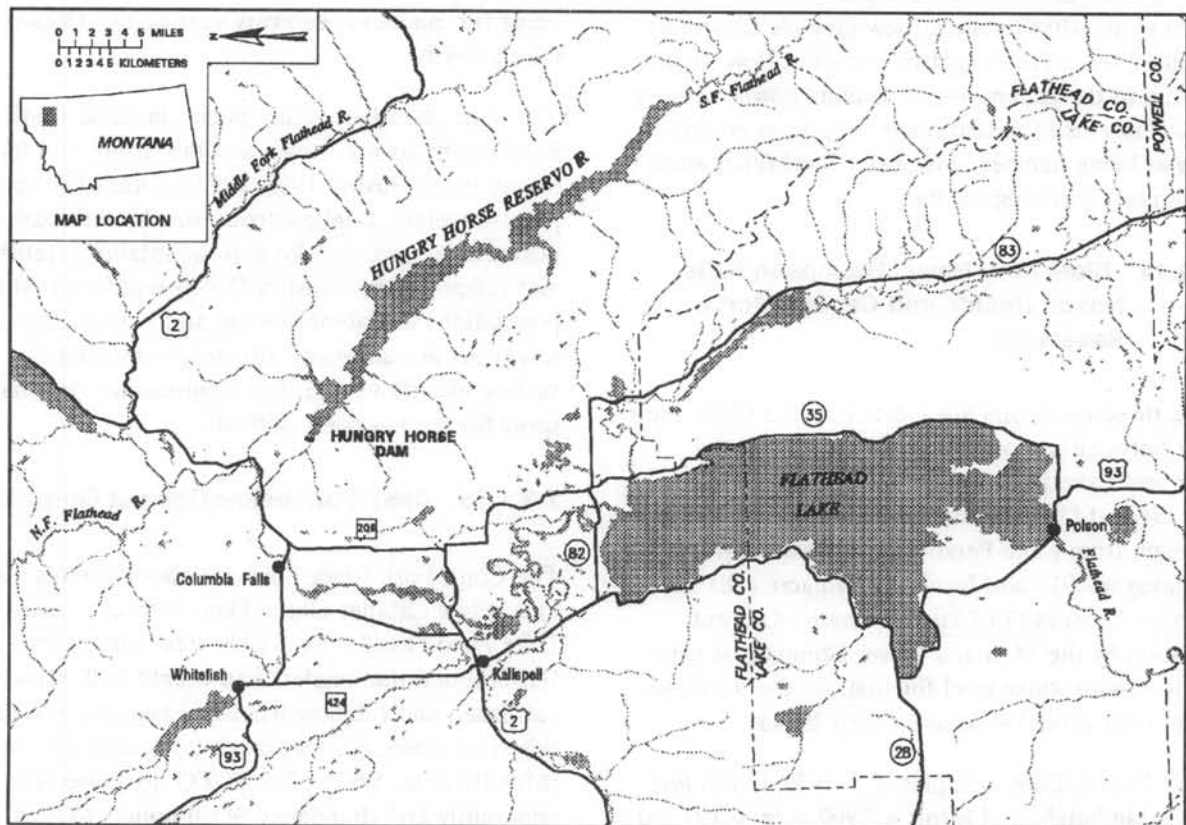 0 1 2 3 4 5 MILES
0 1 2 3 4 5 KILOMETERS
N
MONTANA
MAP LOCATION
Middle Fork Flathead R.
S.F. Flathead R.
FLATHEAD CO.
LAKE CO.
POWELL CO.
HUNGRY HORSE RESERVOIR
2
83
HUNGRY HORSE
DAM
35
93
N.F. Flathead
FLATHEAD
LAKE
Polson
206
82
Columbia Falls
Flathead R.
FLATHEAD CO.
LAKE CO.
Whitefish
Kalispell
424
2
93
28